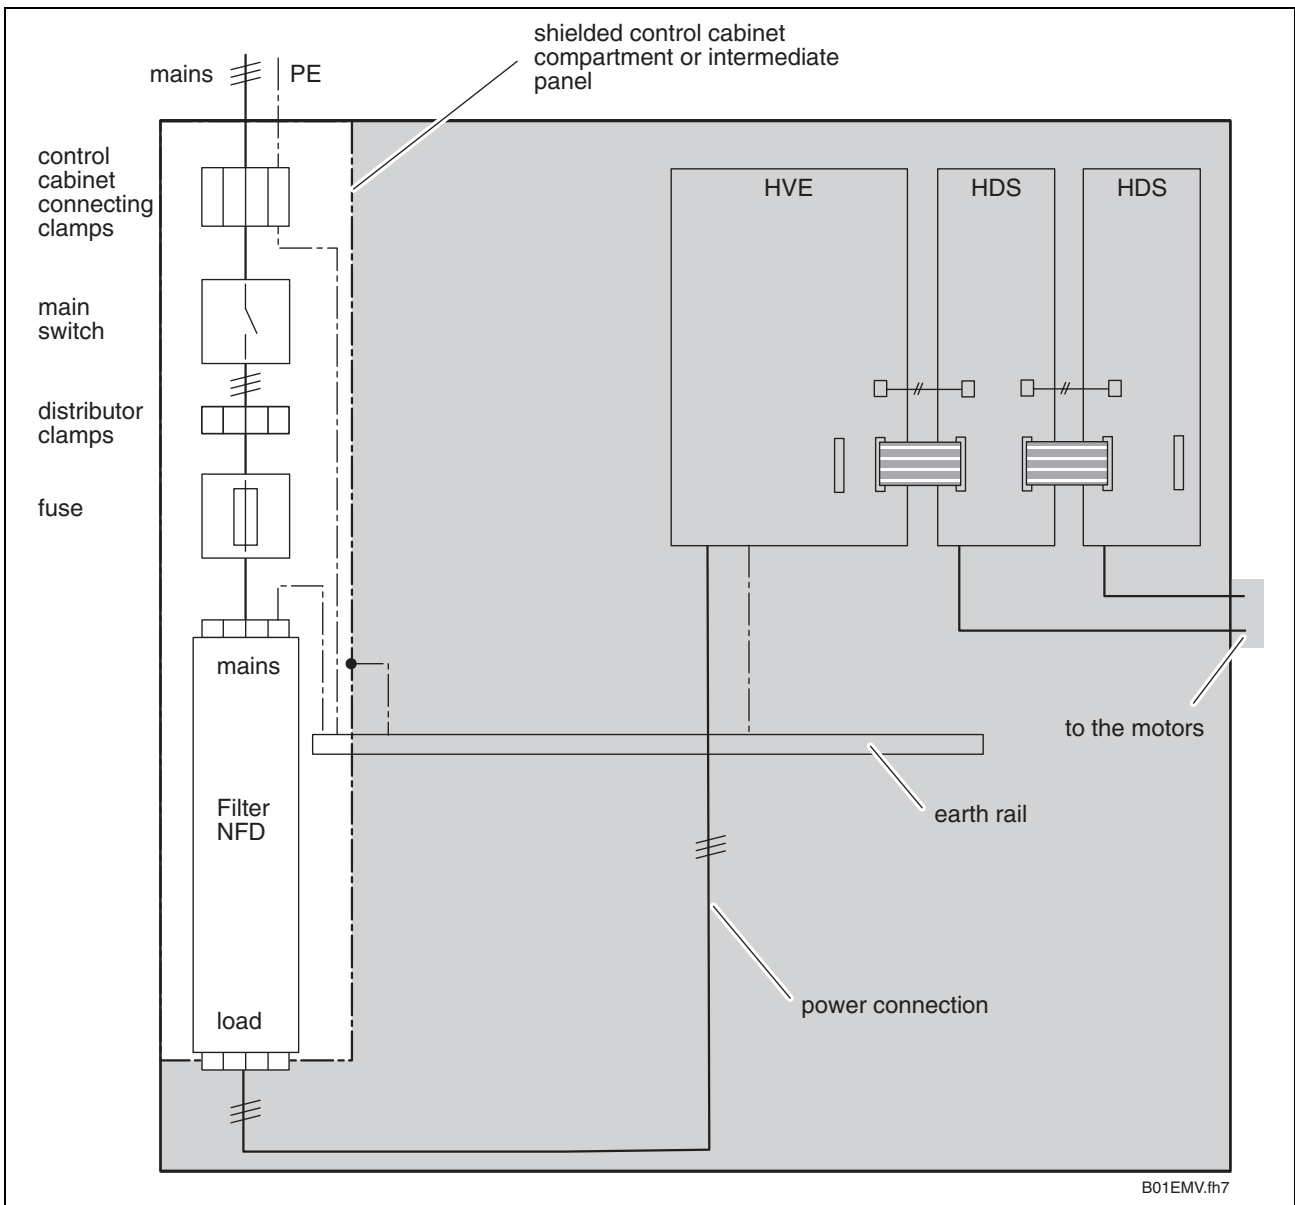 shielded control cabinet
compartment or intermediate
panel
mains
PE
control
cabinet
connecting
clamps
HVE
HDS
HDS
main
switch
distributor
clamps
fuse
mains
to the motors
Filter
NFD
earth rail
power connection
load
B01EMV.fh7